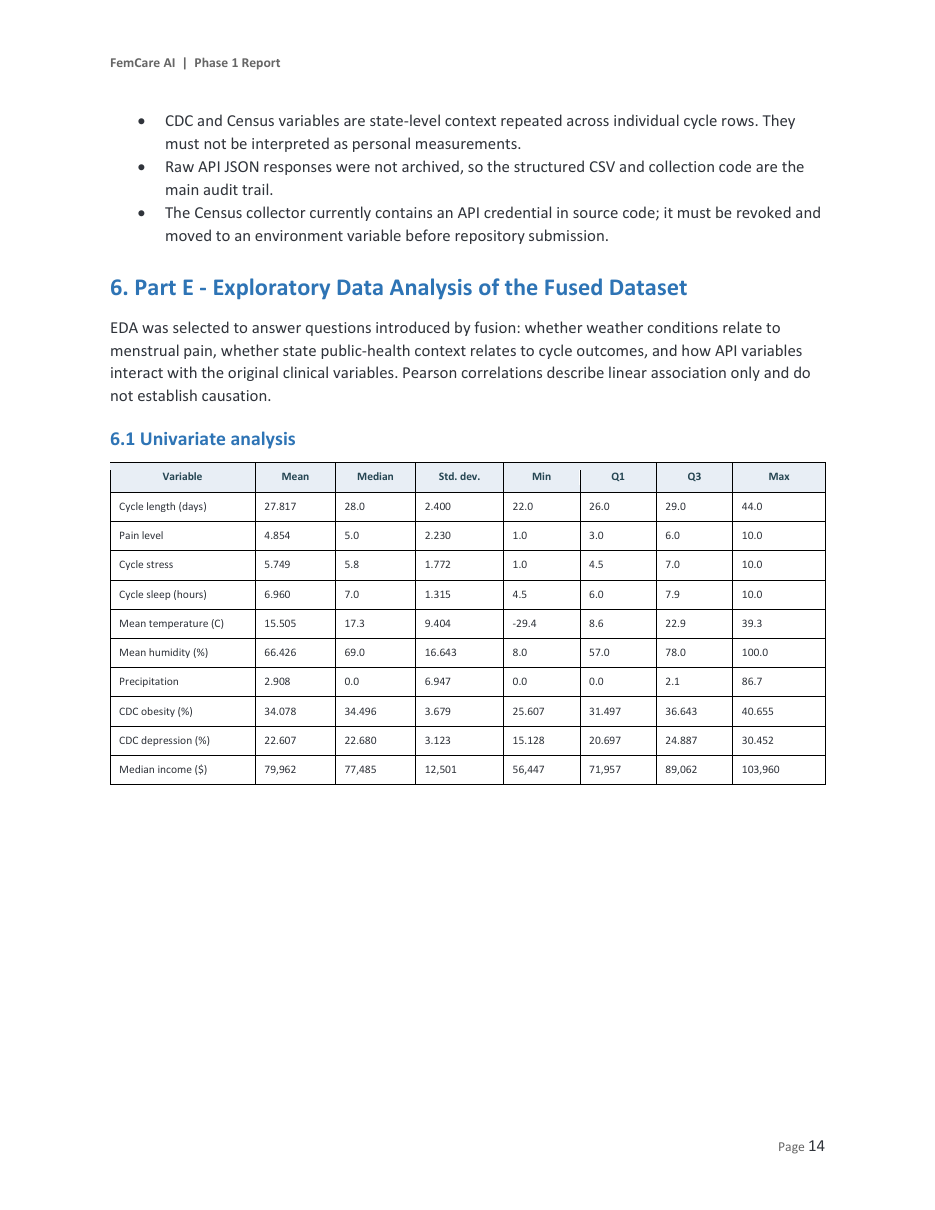 FemCare AI | Phase 1 Report
• CDC and Census variables are state-level context repeated across individual cycle rows. They
must not be interpreted as personal measurements.
• Raw API JSON responses were not archived, so the structured CSV and collection code are the
main audit trail.
• The Census collector currently contains an API credential in source code; it must be revoked and
moved to an environment variable before repository submission.
6. Part E - Exploratory Data Analysis of the Fused Dataset
EDA was selected to answer questions introduced by fusion: whether weather conditions relate to
menstrual pain, whether state public-health context relates to cycle outcomes, and how API variables
interact with the original clinical variables. Pearson correlations describe linear association only and do
not establish causation.
6.1 Univariate analysis
Variable Mean Median Std. dev. Min Q1 Q3 Max
Cycle length (days) 27.817 28.0 2.400 22.0 26.0 29.0 44.0
Pain level 4.854 5.0 2.230 1.0 3.0 6.0 10.0
Cycle stress 5.749 5.8 1.772 1.0 4.5 7.0 10.0
Cycle sleep (hours) 6.960 7.0 1.315 4.5 6.0 7.9 10.0
Mean temperature (C) 15.505 17.3 9.404 -29.4 8.6 22.9 39.3
Mean humidity (%) 66.426 69.0 16.643 8.0 57.0 78.0 100.0
Precipitation 2.908 0.0 6.947 0.0 0.0 2.1 86.7
CDC obesity (%) 34.078 34.496 3.679 25.607 31.497 36.643 40.655
CDC depression (%) 22.607 22.680 3.123 15.128 20.697 24.887 30.452
Median income ($) 79,962 77,485 12,501 56,447 71,957 89,062 103,960
Page 14